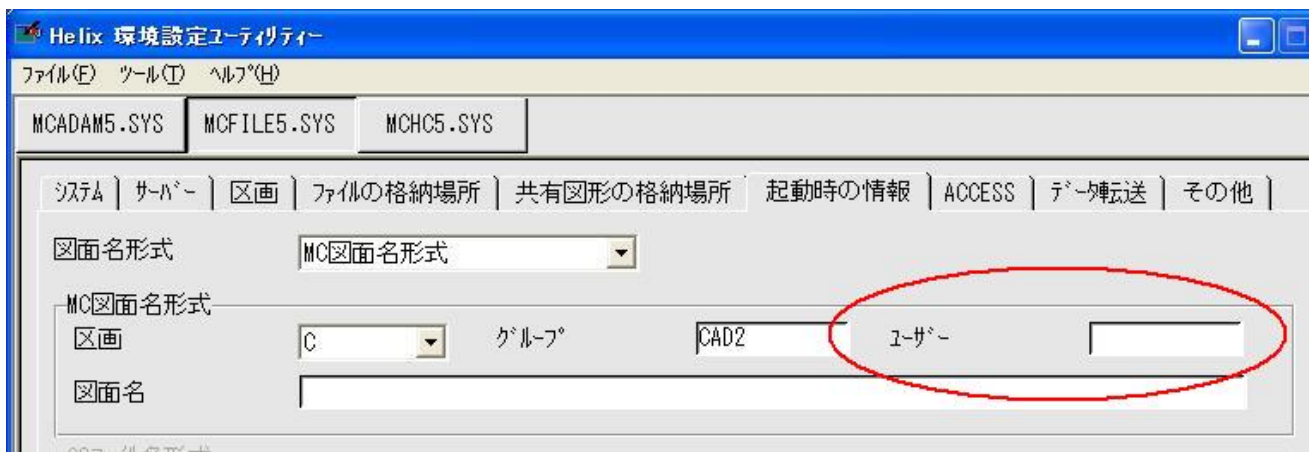 Helix 環境設定ユーティリティー
ファイル(F) ツール(T) ヘルプ(H)
MCADAM5.SYS MCFILE5.SYS MCHC5.SYS
システム サーバー 区画 ファイルの格納場所 共有図形の格納場所 起動時の情報 ACCESS データ転送 その他
図面名形式 MC図面名形式
MC図面名形式
区画 C グループ CAD2 ユーザー
図面名